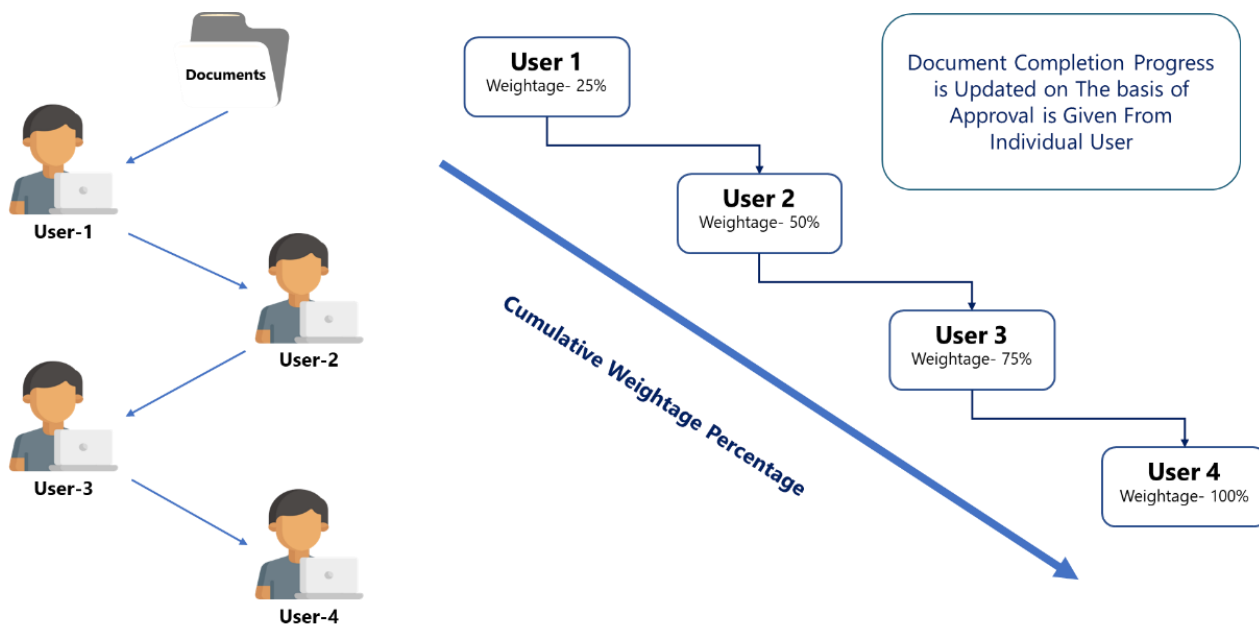 Documents
User-1
User-2
User-3
User-4
User 1
Weightage- 25%
User 2
Weightage- 50%
User 3
Weightage- 75%
User 4
Weightage- 100%
Cumulative Weightage Percentage
Document Completion Progress
is Updated on The basis of
Approval is Given From
Individual User